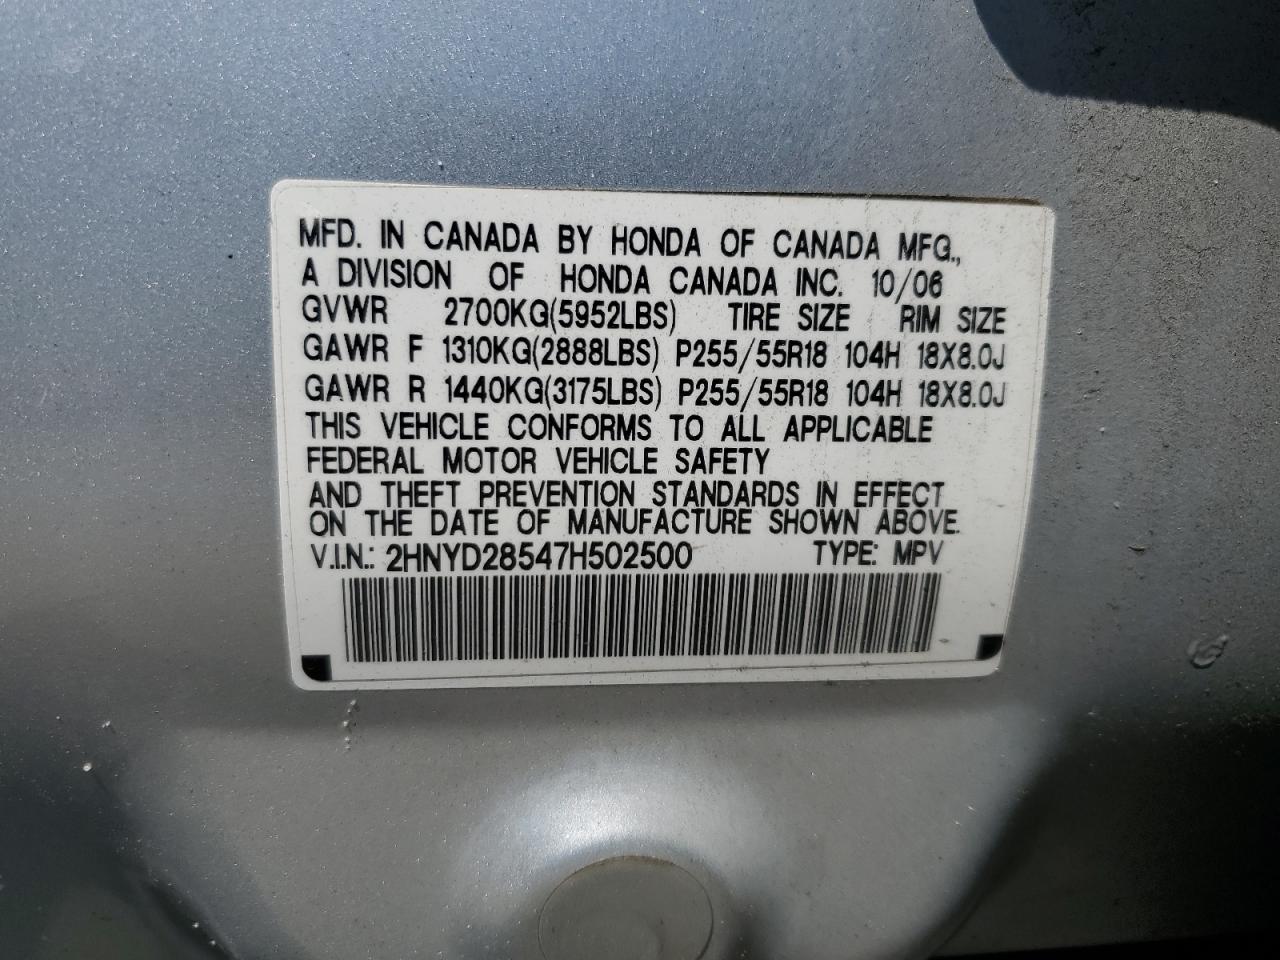 MFD. IN CANADA BY HONDA OF CANADA MFG.,
A DIVISION OF HONDA CANADA INC. 10/06
GVWR 2700KG(5952LBS) TIRE SIZE RIM SIZE
GAWR F 1310KG(2888LBS) P255/55R18 104H 18X8.0J
GAWR R 1440KG(3175LBS) P255/55R18 104H 18X8.0J
THIS VEHICLE CONFORMS TO ALL APPLICABLE
FEDERAL MOTOR VEHICLE SAFETY
AND THEFT PREVENTION STANDARDS IN EFFECT
ON THE DATE OF MANUFACTURE SHOWN ABOVE.
V.I.N.: 2HNYD28547H502500 TYPE: MPV